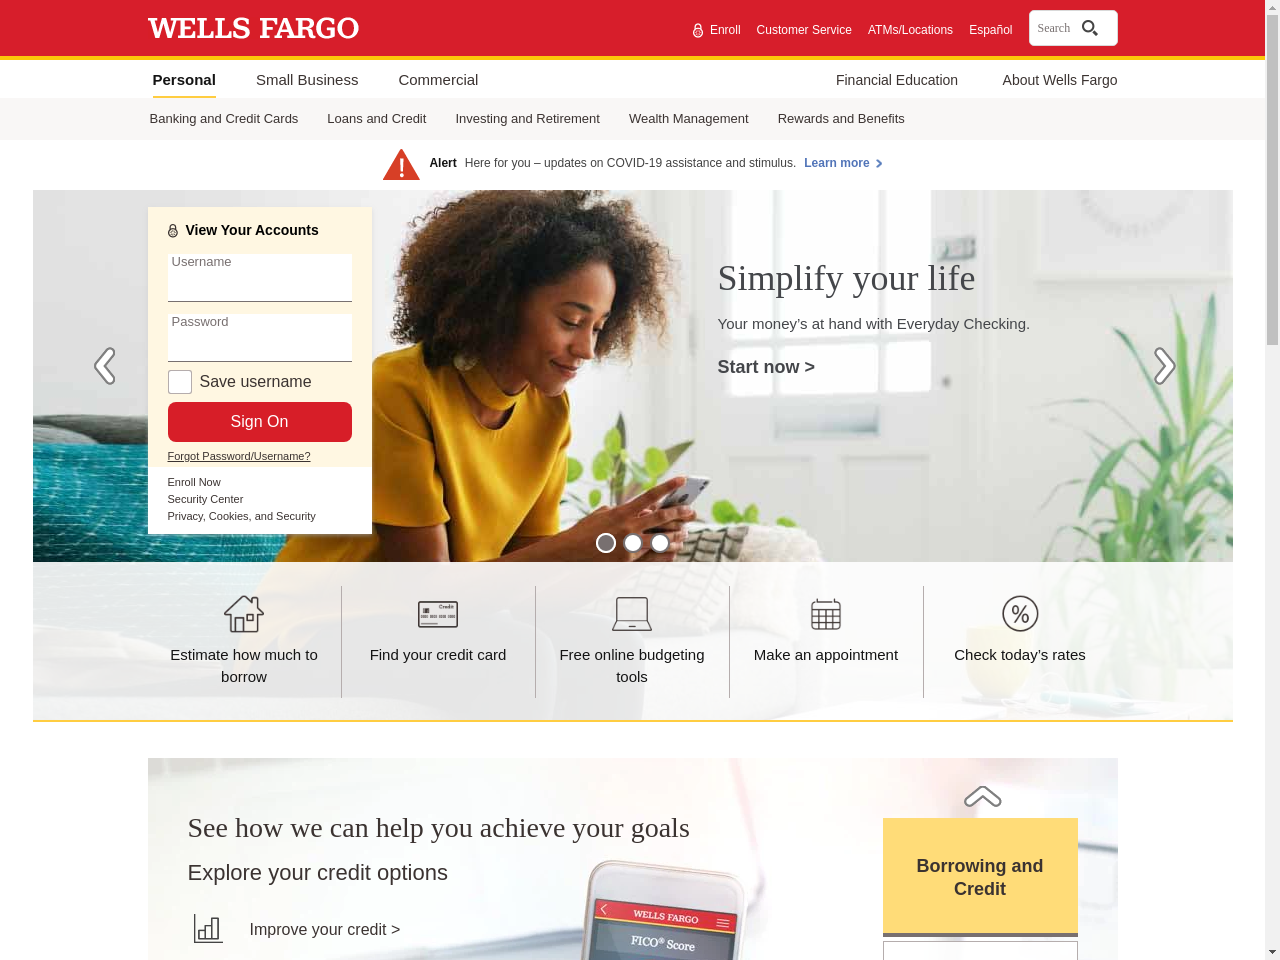 WELLS FARGO
Enroll
Customer Service
ATMs/Locations
Español
Search
Personal
Small Business
Commercial
Financial Education
About Wells Fargo
Banking and Credit Cards
Loans and Credit
Investing and Retirement
Wealth Management
Rewards and Benefits
Alert Here for you – updates on COVID-19 assistance and stimulus. Learn more
View Your Accounts
Username
Password
Save username
Sign On
Forgot Password/Username?
Enroll Now
Security Center
Privacy, Cookies, and Security
Simplify your life
Your money’s at hand with Everyday Checking.
Start now >
Credit
Estimate how much to
borrow
Find your credit card
Free online budgeting
tools
Make an appointment
%
Check today’s rates
See how we can help you achieve your goals
Explore your credit options
Improve your credit >
WELLS FARGO
FICO® Score
Borrowing and
Credit